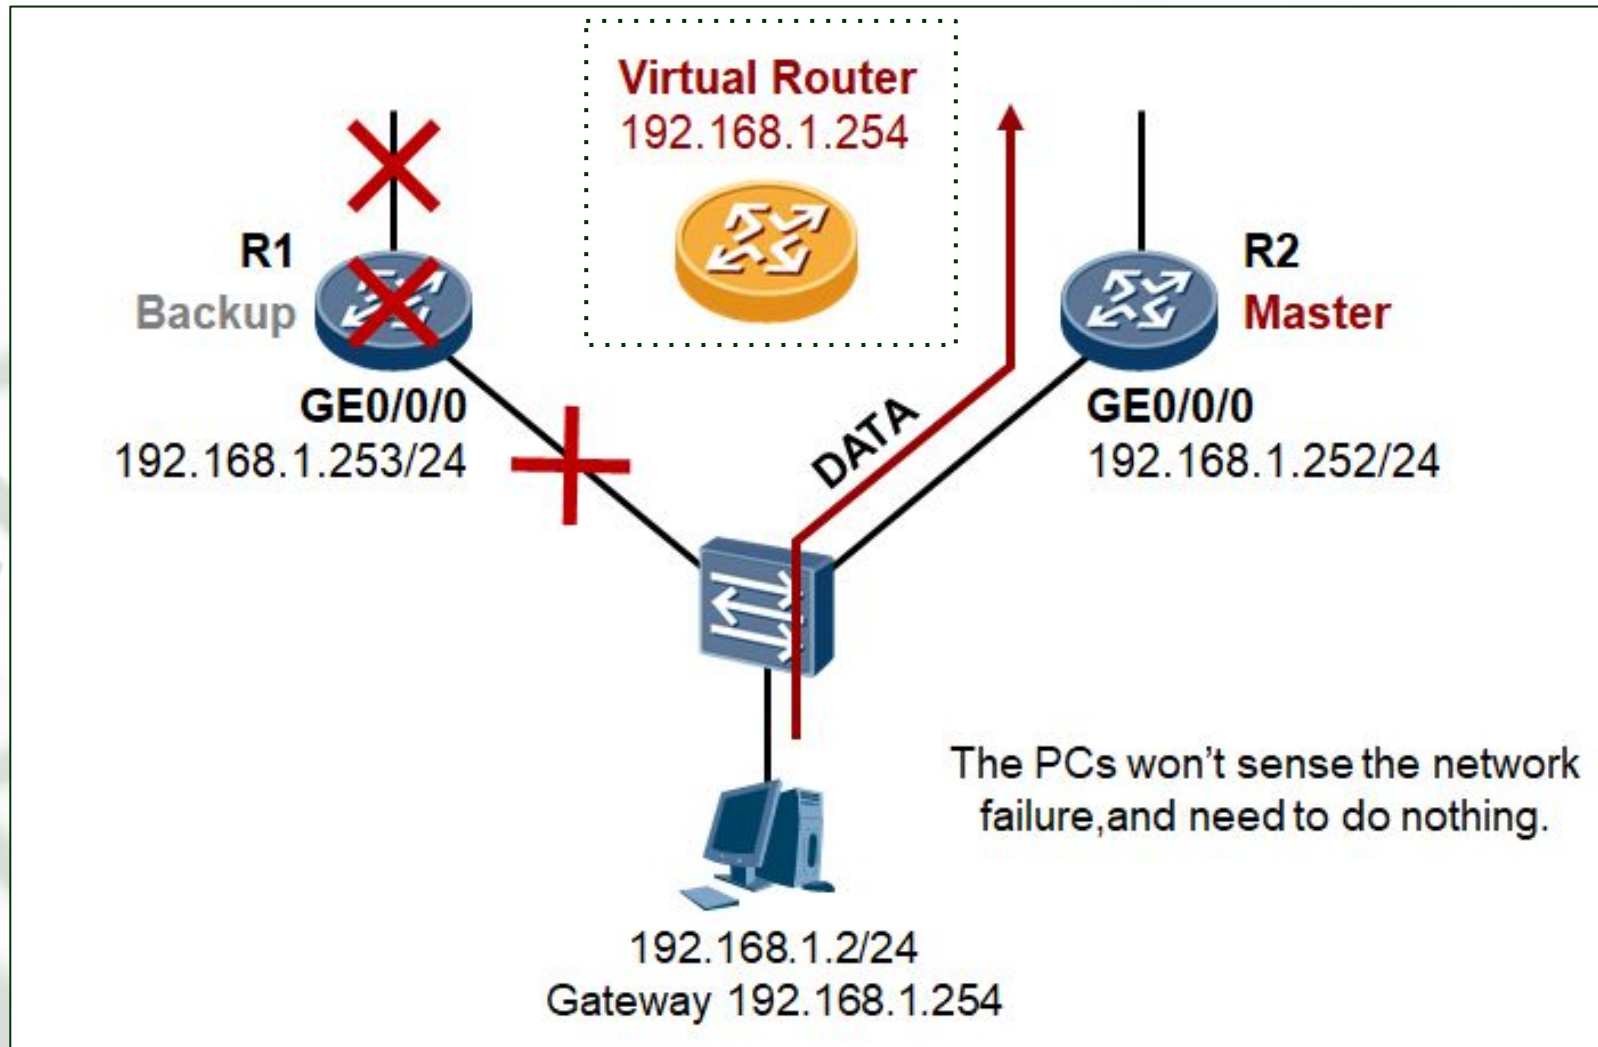 Virtual Router
192.168.1.254
R1
Backup
R2
Master
GE0/0/0
192.168.1.253/24
DATA
GE0/0/0
192.168.1.252/24
The PCs won’t sense the network
failure,and need to do nothing.
192.168.1.2/24
Gateway 192.168.1.254